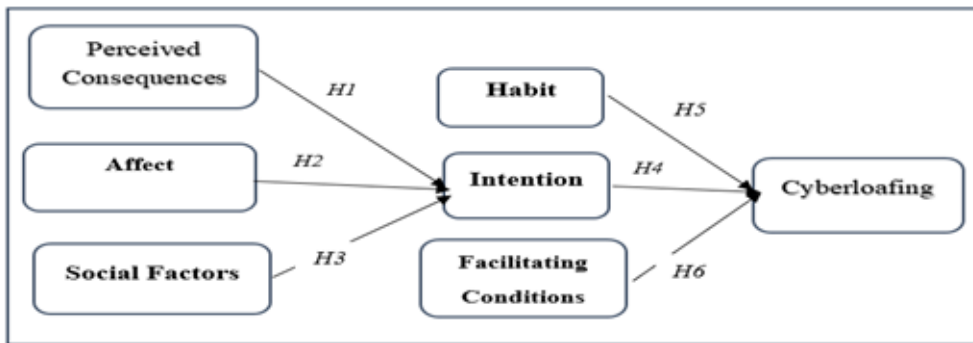 Perceived
Consequences
H1
Habit
H5
Affect
H2
Intention
H4
Cyberloafing
Social Factors
H3
Facilitating
Conditions
H6